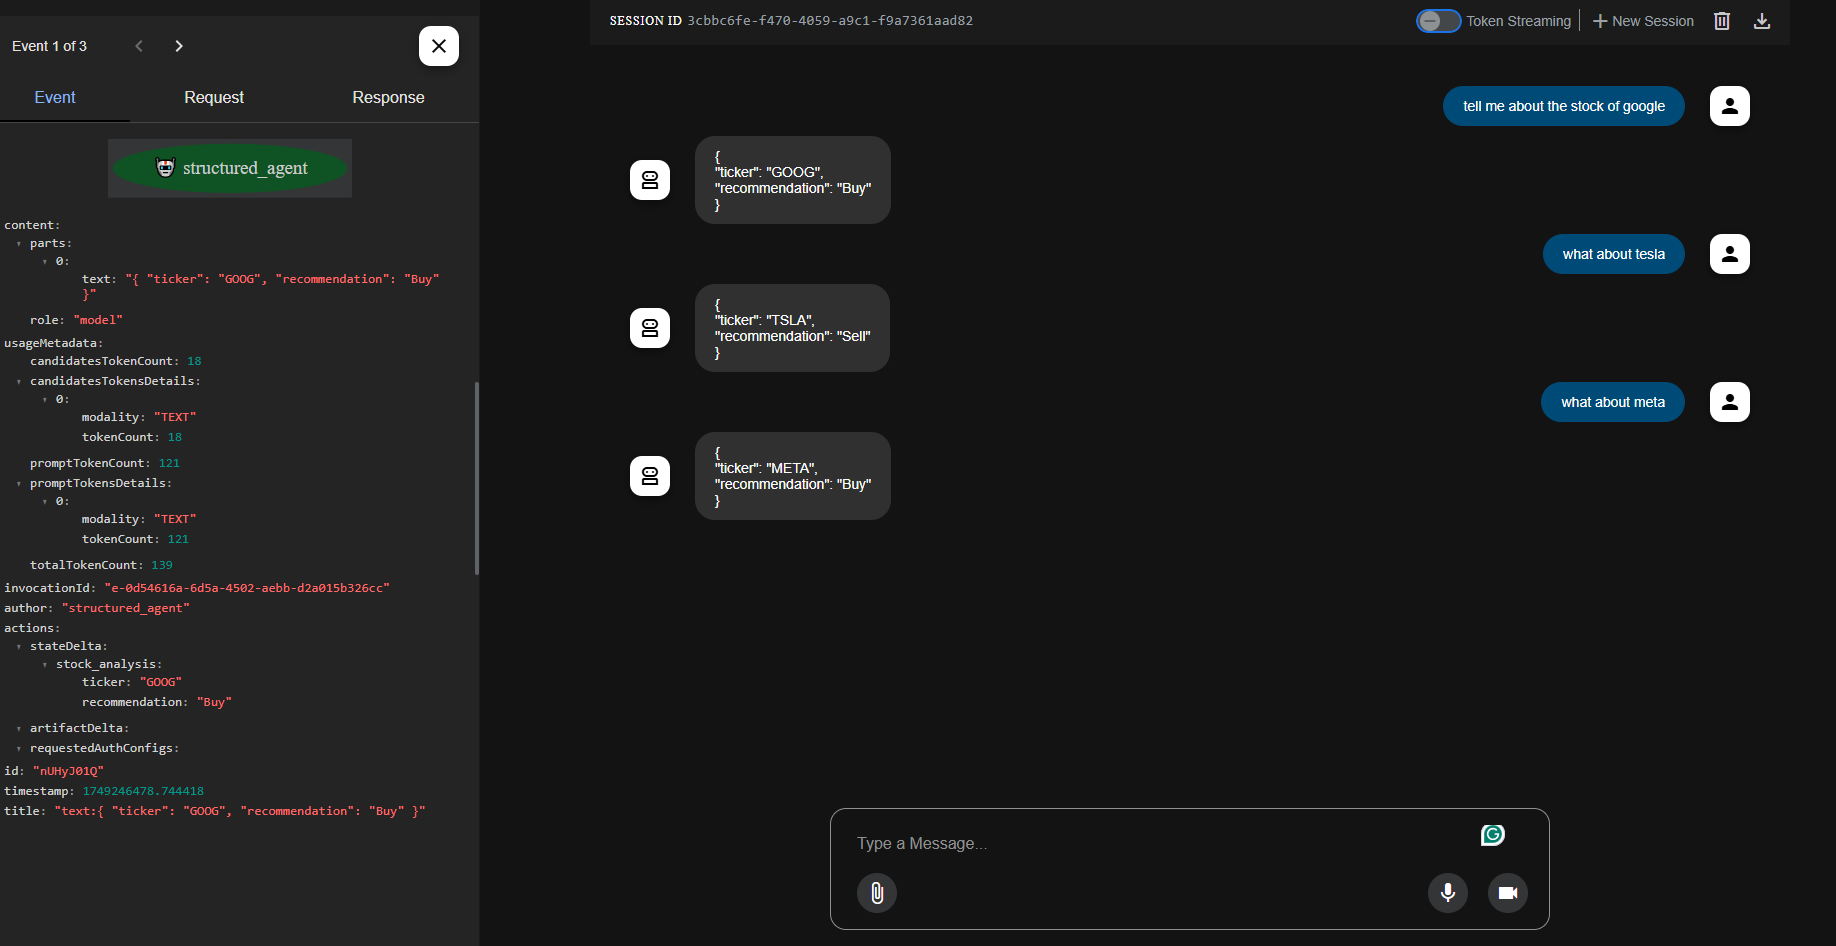 Event 1 of 3
Event Request Response
structured_agent
content:
parts:
0:
text: "{ "ticker": "GOOG", "recommendation": "Buy"
}"
role: "model"
usageMetadata:
candidatesTokenCount: 18
candidatesTokensDetails:
0:
modality: "TEXT"
tokenCount: 18
promptTokenCount: 121
promptTokensDetails:
0:
modality: "TEXT"
tokenCount: 121
totalTokenCount: 139
invocationId: "e-0d54616a-6d5a-4502-aebb-d2a015b326cc"
author: "structured_agent"
actions:
stateDelta:
stock_analysis:
ticker: "GOOG"
recommendation: "Buy"
artifactDelta:
requestedAuthConfigs:
id: "nUHyJ01Q"
timestamp: 1749246478.744418
title: "text:{ "ticker": "GOOG", "recommendation": "Buy" }"
SESSION ID 3cbbc6fe-f470-4059-a9c1-f9a7361aad82
Token Streaming
New Session
tell me about the stock of google
{
"ticker": "GOOG",
"recommendation": "Buy"
}
what about tesla
{
"ticker": "TSLA",
"recommendation": "Sell"
}
what about meta
{
"ticker": "META",
"recommendation": "Buy"
}
Type a Message...